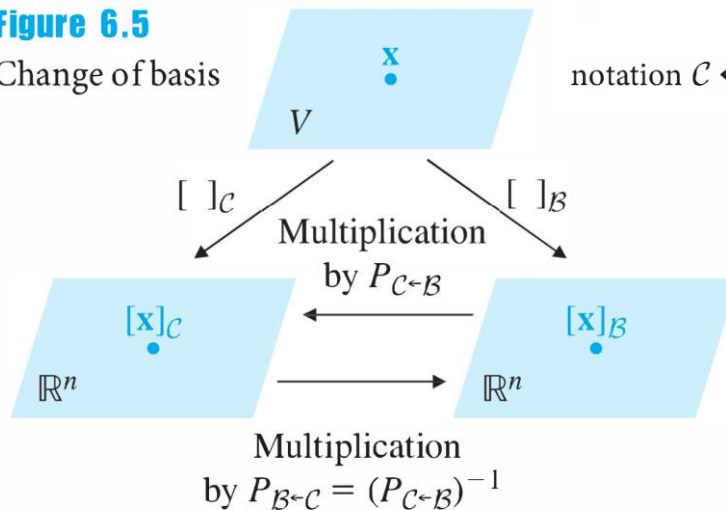 Figure 6.5
Change of basis
notation C ←
x
V
[ ]C
[ ]B
Multiplication
by PC←B
[x]C
[x]B
ℝⁿ
ℝⁿ
Multiplication
by PB←C = (PC←B)⁻¹